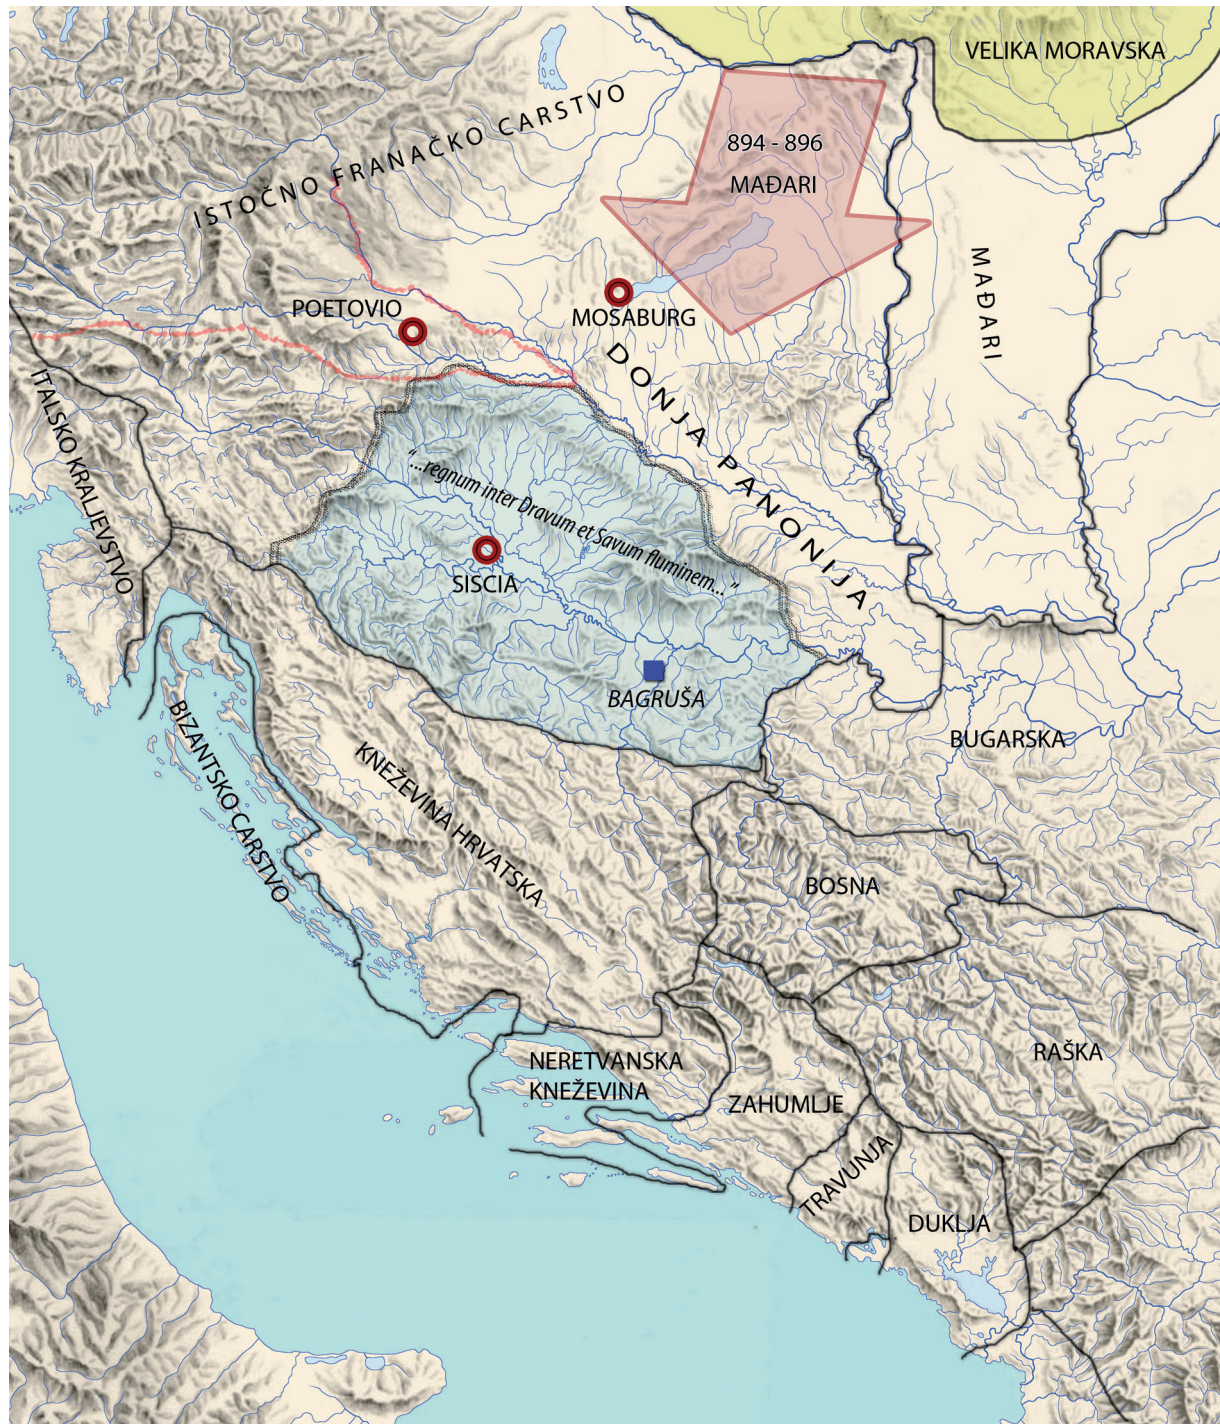 VELIKA MORAVSKA
ISTOČNO FRANAČKO CARSTVO
894 - 896
MAĐARI
MAĐARI
POETOVIO
MOSABURG
DONJA PANONIJA
ITALSKO KRALJEVSTVO
"...regnum inter Dravum et Savum fluminem..."
SISCIA
BAGRUŠA
BIZANTSKO CARSTVO
KNEŽEVINA HRVATSKA
BUGARSKA
BOSNA
RAŠKA
NERETVANSKA
KNEŽEVINA
ZAHUMLJE
TRAVUNJA
DUKLJA